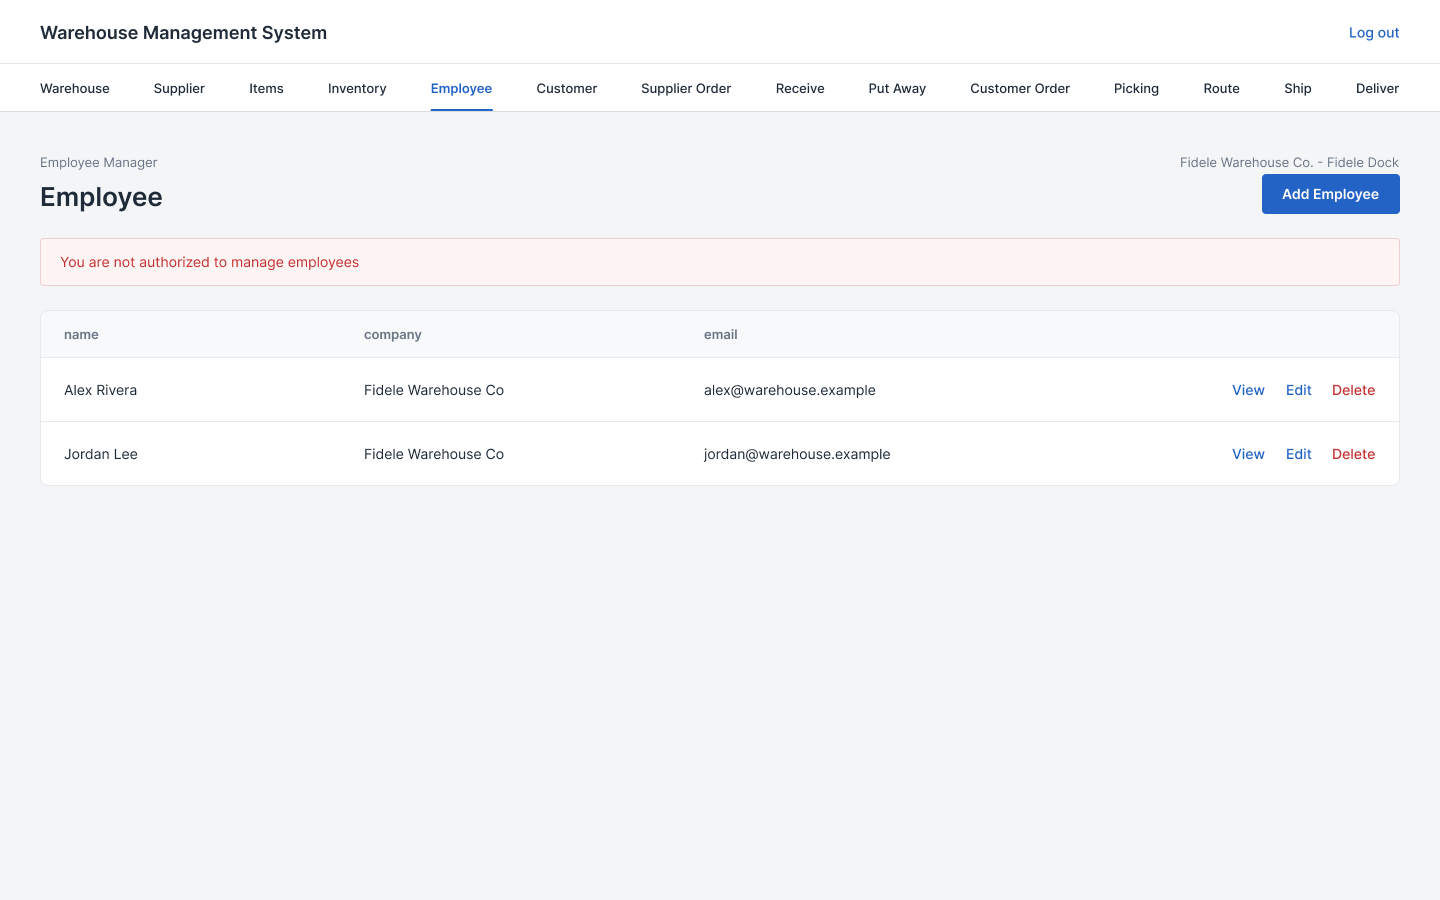 Warehouse Management System
Log out
Warehouse Supplier Items Inventory Employee Customer Supplier Order Receive Put Away Customer Order Picking Route Ship Deliver
Employee Manager
Fidele Warehouse Co. - Fidele Dock
Employee
Add Employee
You are not authorized to manage employees
name company email
Alex Rivera Fidele Warehouse Co alex@warehouse.example View Edit Delete
Jordan Lee Fidele Warehouse Co jordan@warehouse.example View Edit Delete